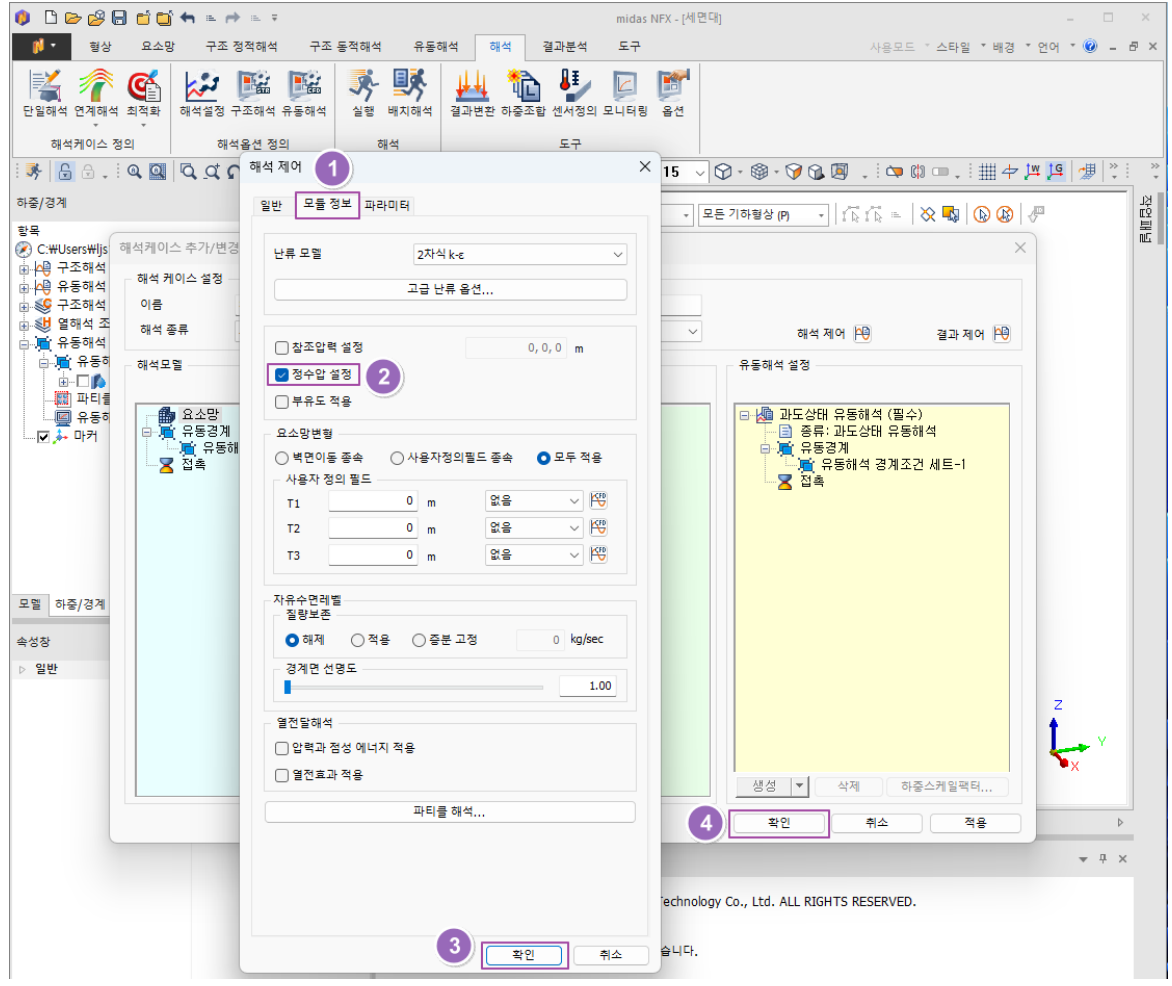 midas NFX - [세면대]
형상 요소망 구조 정적해석 구조 동적해석 유동해석 해석 결과분석 도구
사용모드 스타일 배경 언어
단일해석 연계해석 최적화 해석설정 구조해석 유동해석 실행 배치해석 결과변환 하중조합 센서정의 모니터링 옵션
해석케이스 정의 해석옵션 정의 해석 도구
15
하중/경계
모든 기하형상 (P)
작업패널
항목
C:\Users\ljs
구조해석
유동해석
구조해석
열해석 조
유동해석
유동해
파티클
유동해
마커
모델 하중/경계
속성창
일반
해석케이스 추가/변경
해석 케이스 설정
이름
해석 종류
해석 제어 결과 제어
해석모델
요소망
유동경계
유동해
접촉
유동해석 설정
과도상태 유동해석 (필수)
종류: 과도상태 유동해석
유동경계
유동해석 경계조건 세트-1
접촉
생성 삭제 하중스케일팩터...
4 확인 취소 적용
해석 제어 1
일반 모듈 정보 파라미터
난류 모델 2차식 k-ε
고급 난류 옵션...
참조압력 설정 0, 0, 0 m
정수압 설정 2
부유도 적용
요소망변형
벽면이동 종속 사용자정의필드 종속 모두 적용
사용자 정의 필드
T1 0 m 없음 CFD
T2 0 m 없음 CFD
T3 0 m 없음 CFD
자유수면레벨
질량보존
해제 적용 증분 고정 0 kg/sec
경계면 선명도
1.00
열전달해석
압력과 점성 에너지 적용
열전효과 적용
파티클 해석...
3 확인 취소
Technology Co., Ltd. ALL RIGHTS RESERVED.
습니다.
Z
Y
X